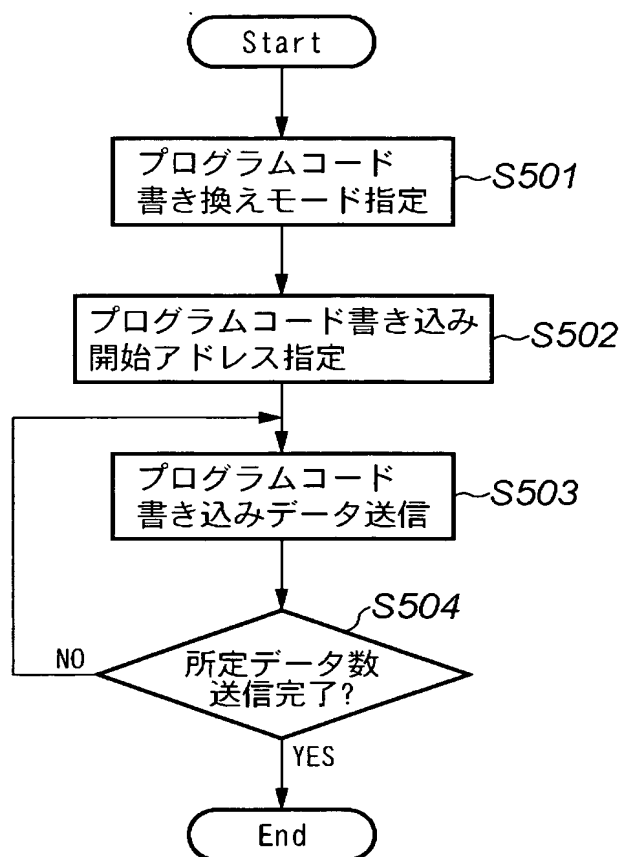 Start
プログラムコード
書き換えモード指定
S501
プログラムコード書き込み
開始アドレス指定
S502
プログラムコード
書き込みデータ送信
S503
S504
所定データ数
送信完了?
NO
YES
End